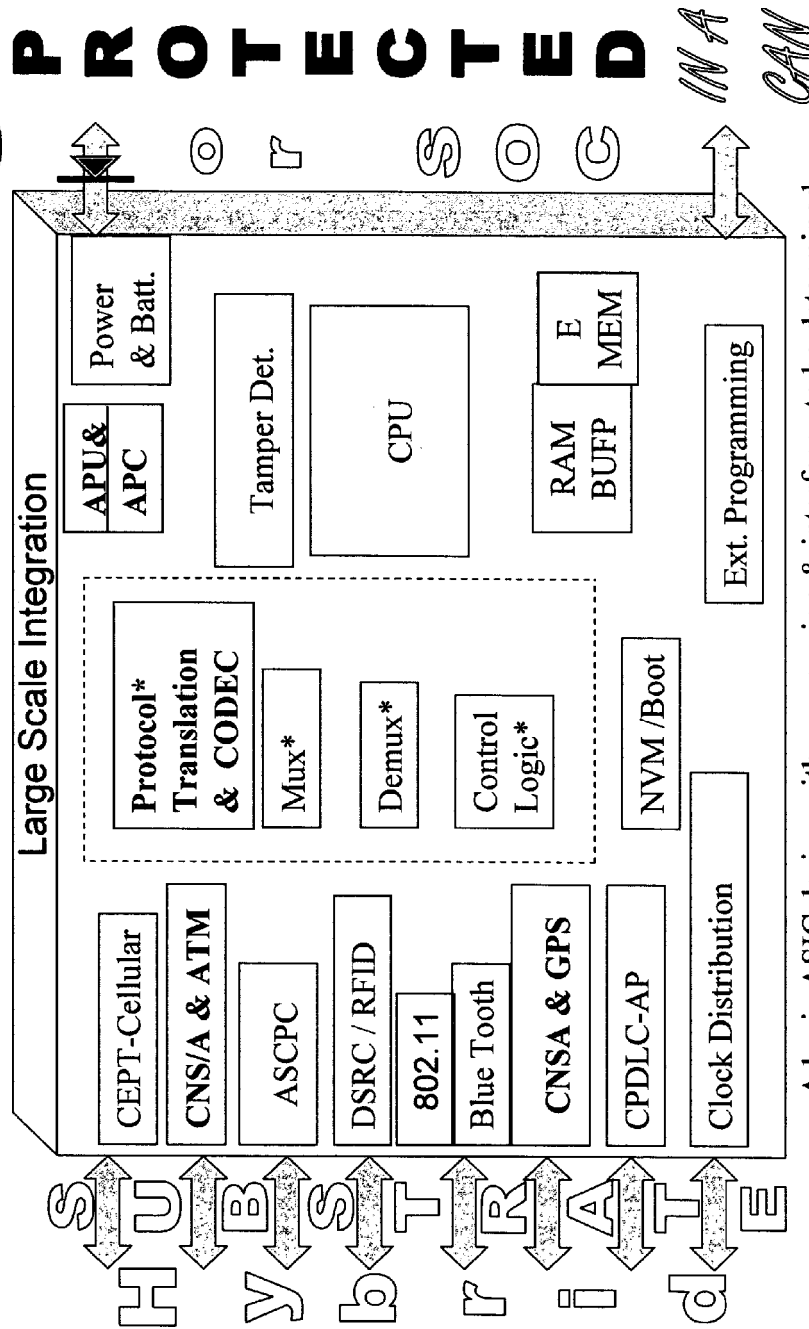 Large Scale Integration
CEPT-Cellular
CNS/A & ATM
ASCPC
DSRC / RFID
802.11
Blue Tooth
CNSA & GPS
CPDLC-AP
Clock Distribution
Protocol*
Translation
& CODEC
Mux*
Demux*
Control
Logic*
NVM /Boot
APU&
APC
Power
& Batt.
Tamper Det.
CPU
RAM
BUFP
E
MEM
Ext. Programming
Hybrid
SUBSTRATE
or SOC
PROTECTED
IN A
CAN